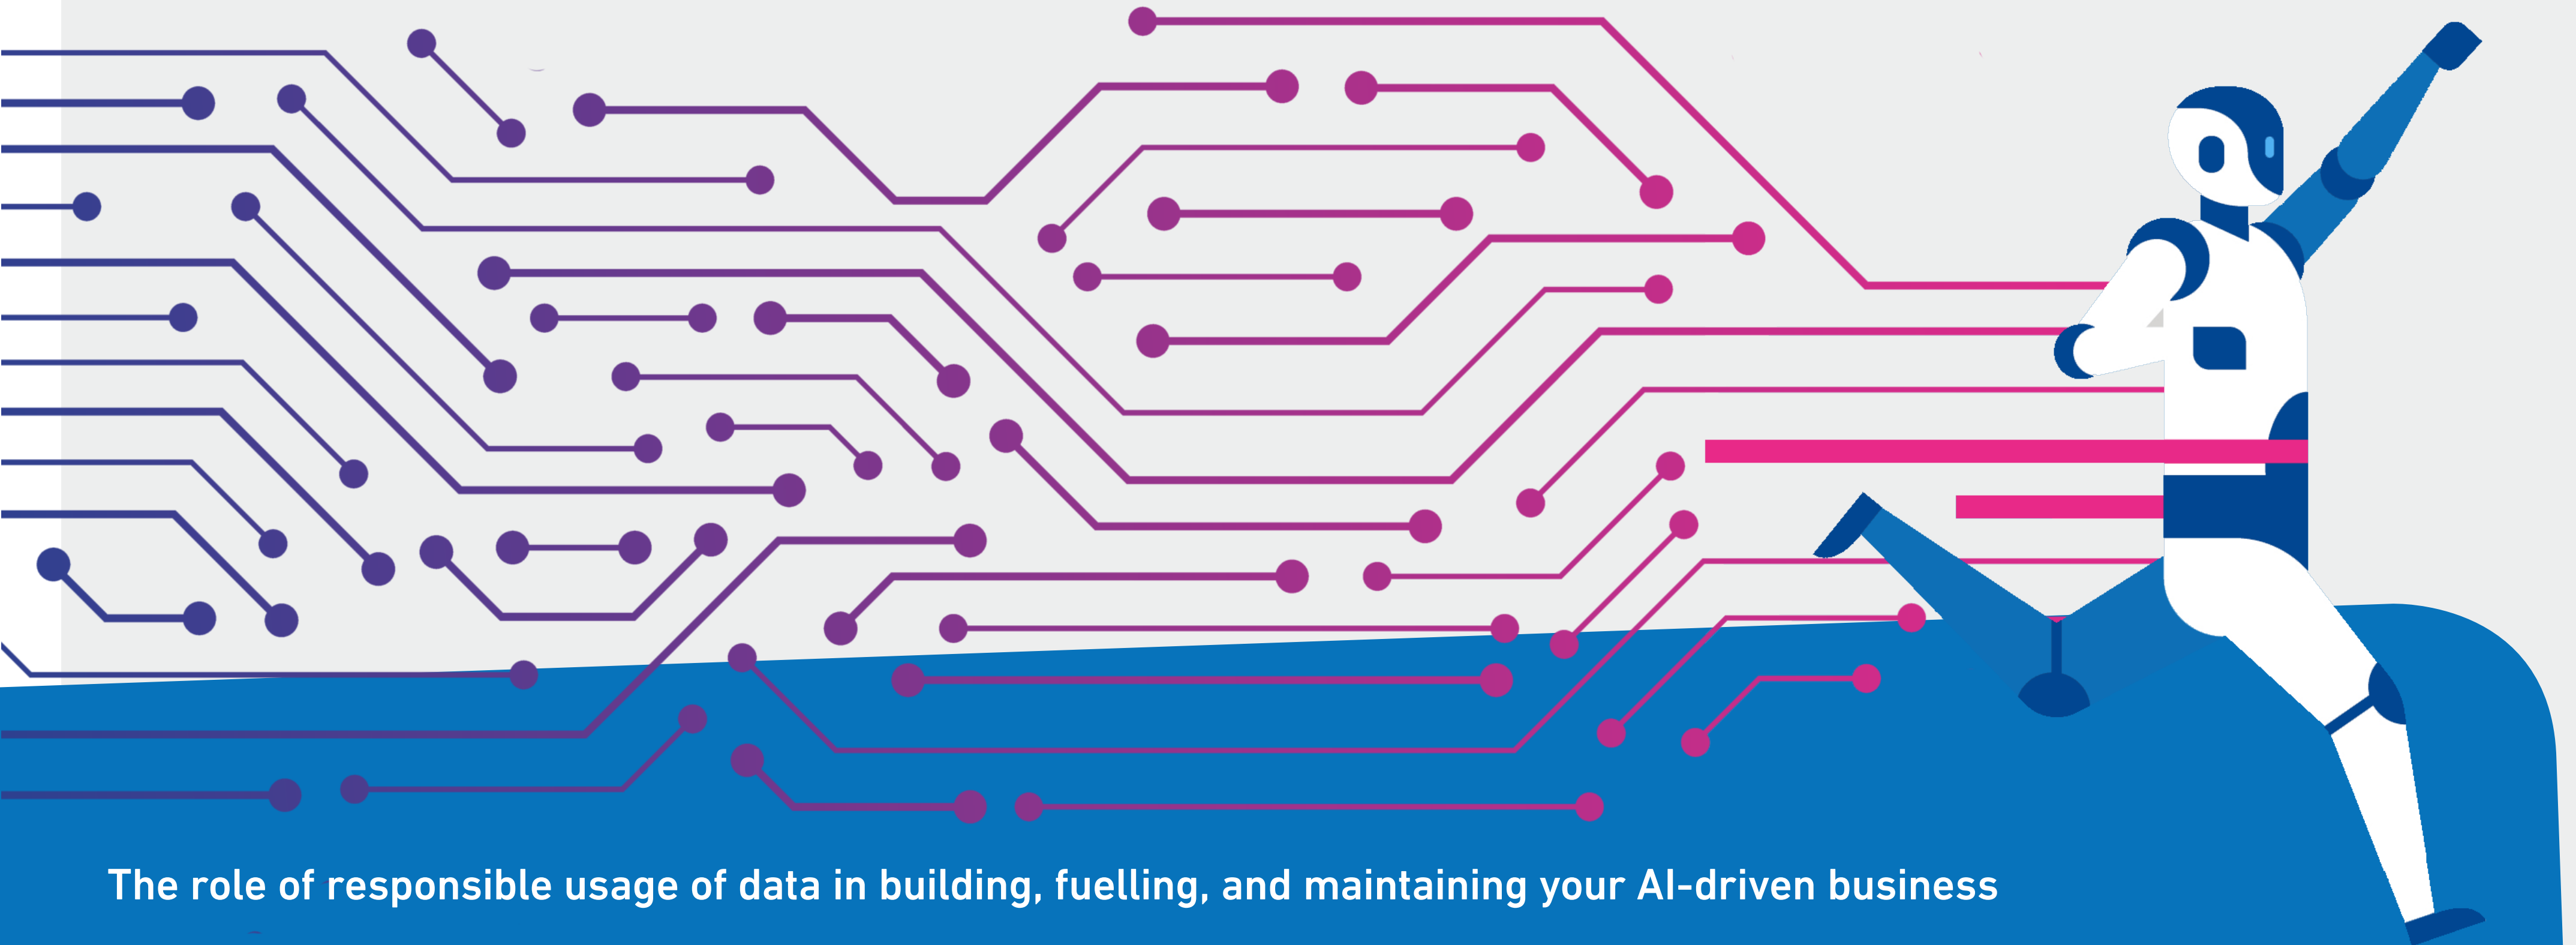 The role of responsible usage of data in building, fuelling, and maintaining your AI-driven business